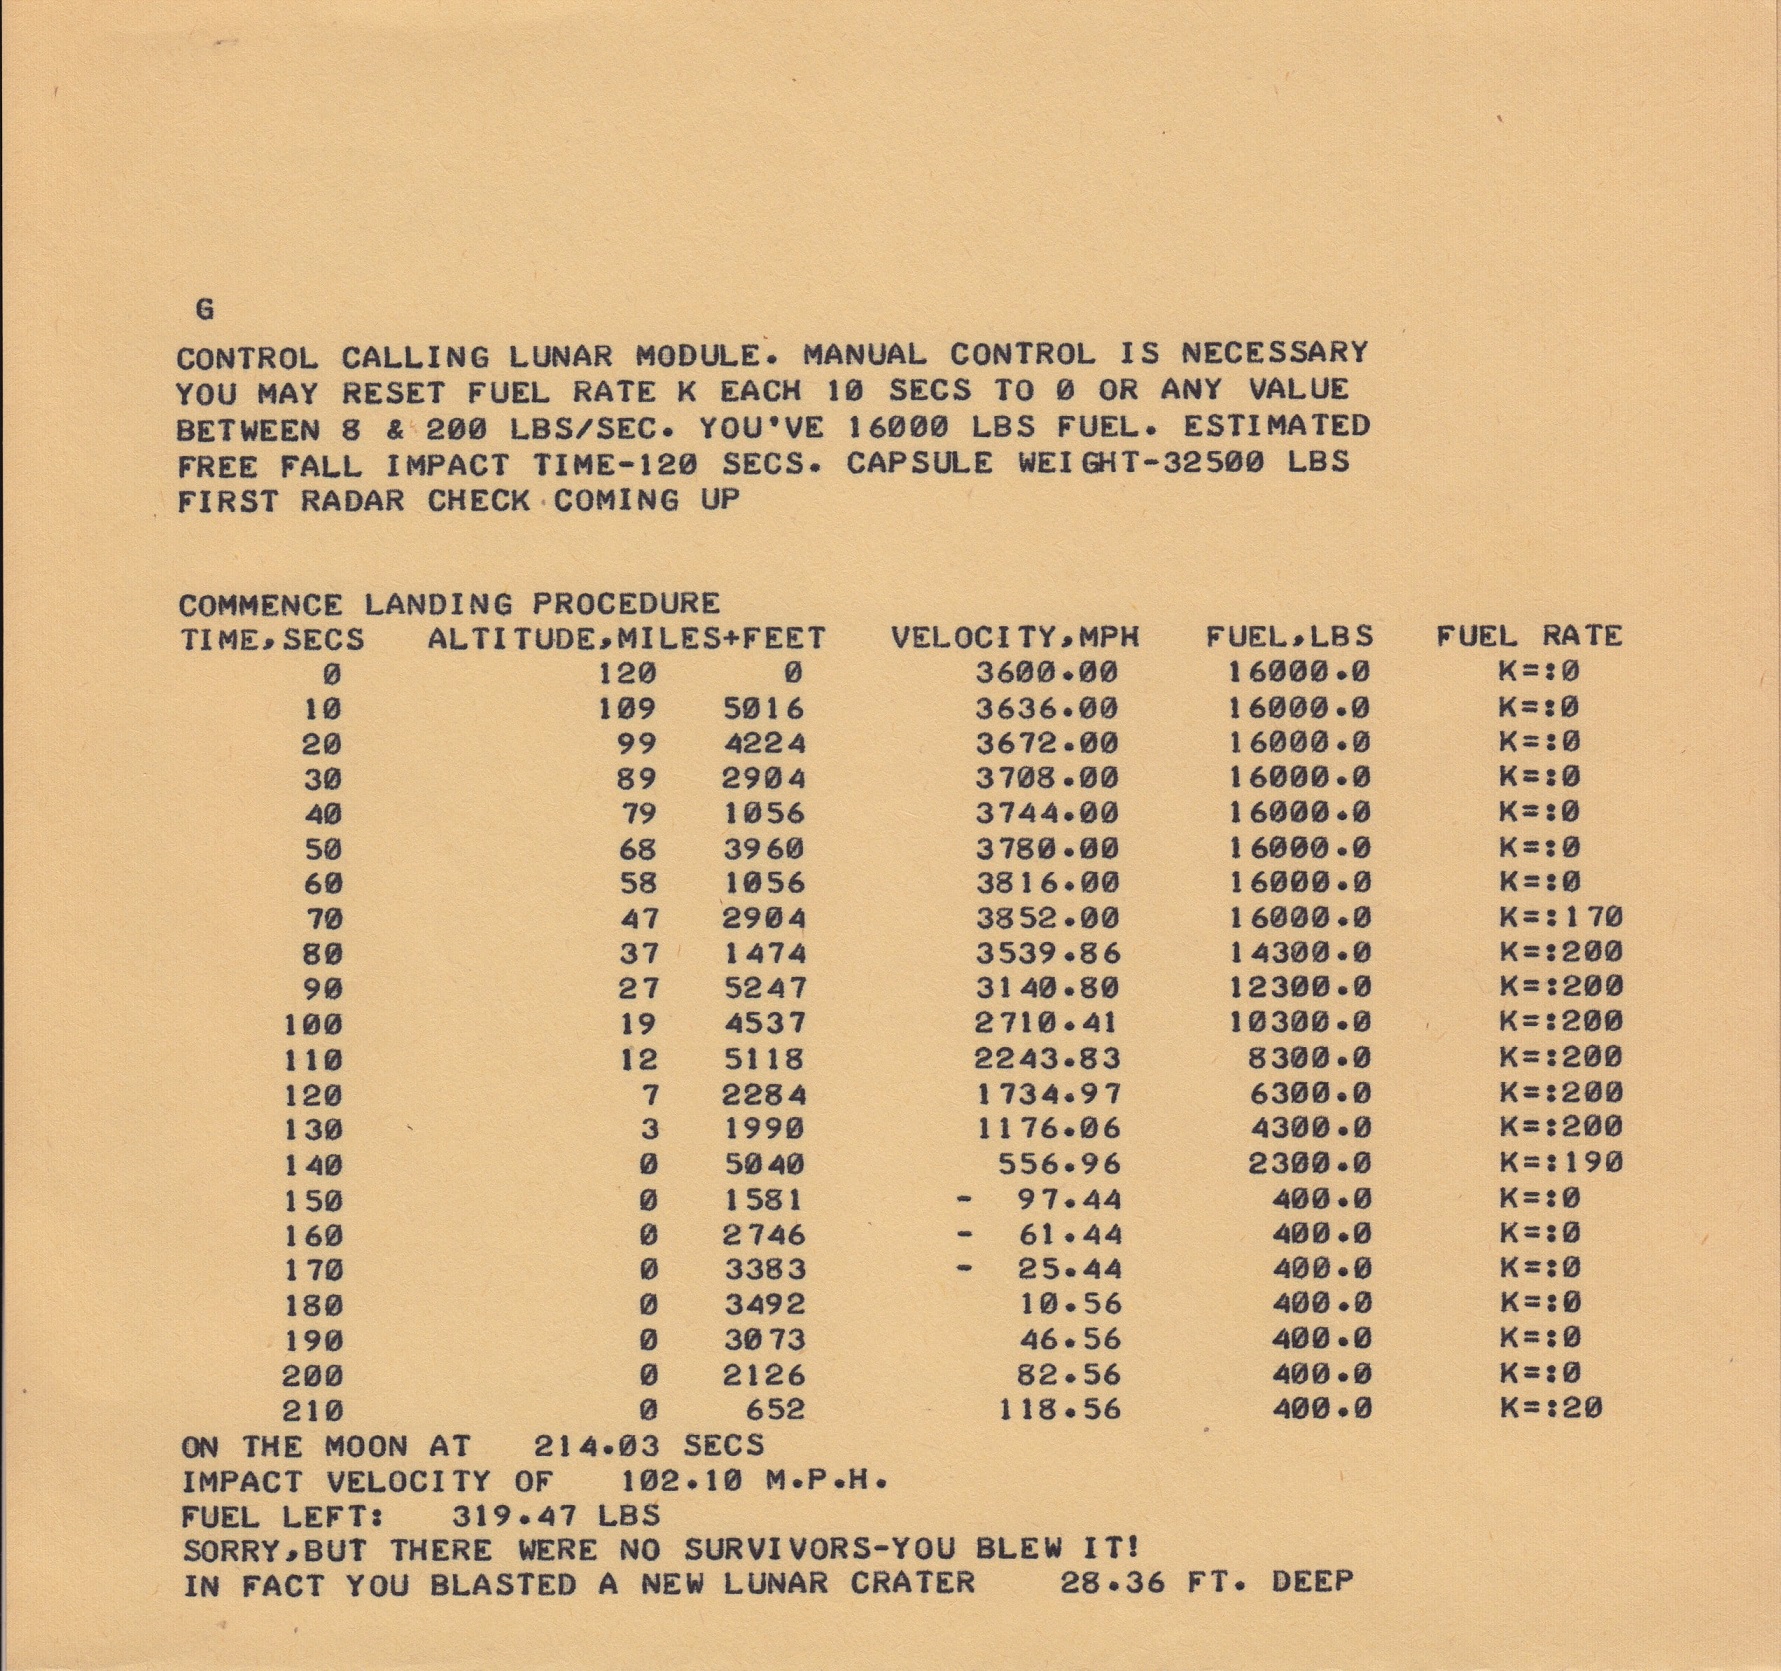 G
CONTROL CALLING LUNAR MODULE. MANUAL CONTROL IS NECESSARY
YOU MAY RESET FUEL RATE K EACH 10 SECS TO 0 OR ANY VALUE
BETWEEN 8 & 200 LBS/SEC. YOU'VE 16000 LBS FUEL. ESTIMATED
FREE FALL IMPACT TIME-120 SECS. CAPSULE WEIGHT-32500 LBS
FIRST RADAR CHECK COMING UP
COMMENCE LANDING PROCEDURE
TIME,SECS ALTITUDE,MILES+FEET VELOCITY,MPH FUEL,LBS FUEL RATE
0 120 0 3600.00 16000.0 K=:0
10 109 5016 3636.00 16000.0 K=:0
20 99 4224 3672.00 16000.0 K=:0
30 89 2904 3708.00 16000.0 K=:0
40 79 1056 3744.00 16000.0 K=:0
50 68 3960 3780.00 16000.0 K=:0
60 58 1056 3816.00 16000.0 K=:0
70 47 2904 3852.00 16000.0 K=:170
80 37 1474 3539.86 14300.0 K=:200
90 27 5247 3140.80 12300.0 K=:200
100 19 4537 2710.41 10300.0 K=:200
110 12 5118 2243.83 8300.0 K=:200
120 7 2284 1734.97 6300.0 K=:200
130 3 1990 1176.06 4300.0 K=:200
140 0 5040 556.96 2300.0 K=:190
150 0 1581 - 97.44 400.0 K=:0
160 0 2746 - 61.44 400.0 K=:0
170 0 3383 - 25.44 400.0 K=:0
180 0 3492 10.56 400.0 K=:0
190 0 3073 46.56 400.0 K=:0
200 0 2126 82.56 400.0 K=:0
210 0 652 118.56 400.0 K=:20
ON THE MOON AT 214.03 SECS
IMPACT VELOCITY OF 102.10 M.P.H.
FUEL LEFT: 319.47 LBS
SORRY,BUT THERE WERE NO SURVIVORS-YOU BLEW IT!
IN FACT YOU BLASTED A NEW LUNAR CRATER 28.36 FT. DEEP